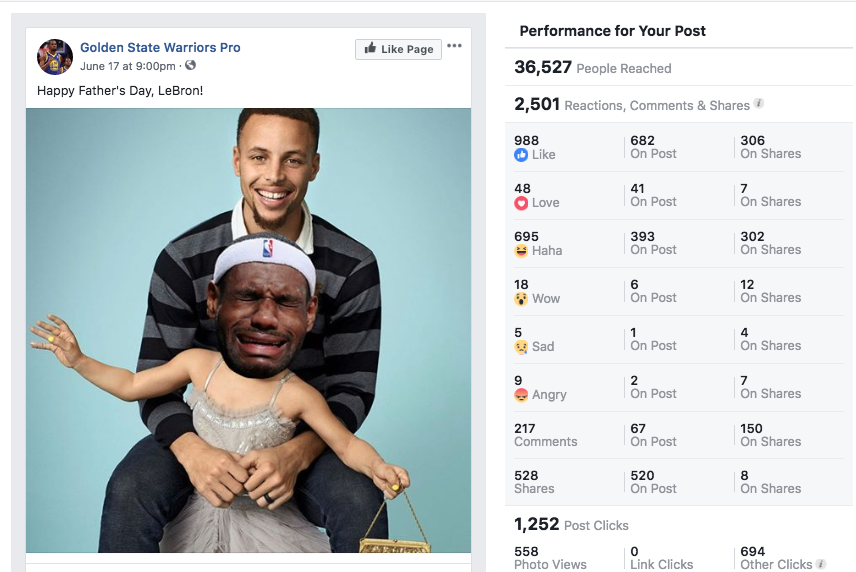 Golden State Warriors Pro
June 17 at 9:00pm ·
Like Page
Happy Father's Day, LeBron!
Performance for Your Post
36,527 People Reached
2,501 Reactions, Comments & Shares i
988 682 306
Like On Post On Shares
48 41 7
Love On Post On Shares
695 393 302
Haha On Post On Shares
18 6 12
Wow On Post On Shares
5 1 4
Sad On Post On Shares
9 2 7
Angry On Post On Shares
217 67 150
Comments On Post On Shares
528 520 8
Shares On Post On Shares
1,252 Post Clicks
558 0 694
Photo Views Link Clicks Other Clicks i